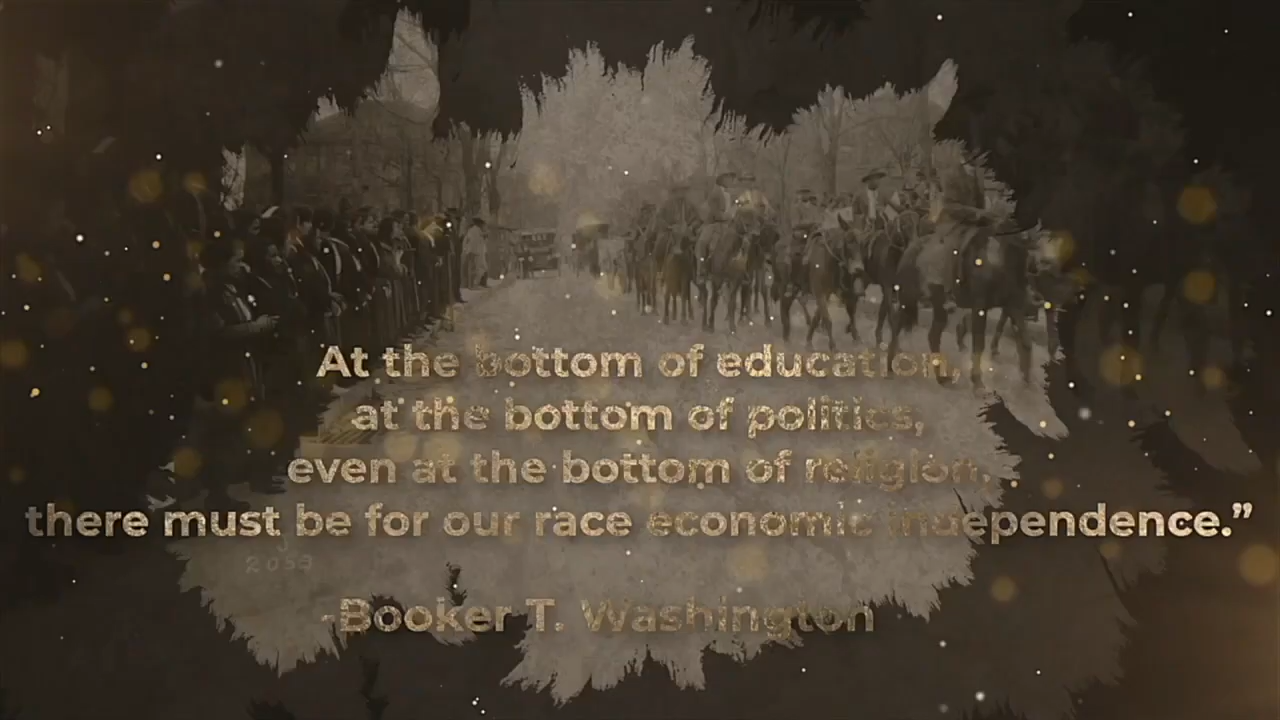 At the bottom of education,
at the bottom of politics,
even at the bottom of religion,
there must be for our race economic independence.”
2053
-Booker T. Washington